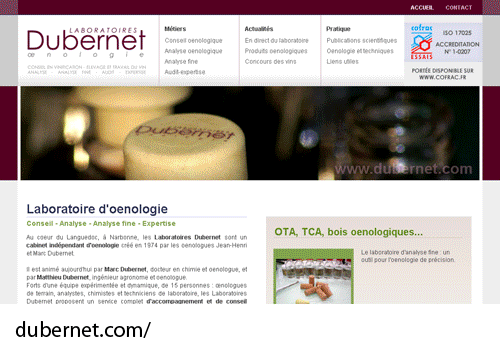 ACCUEIL CONTACT
LABORATOIRES
Dubernet
œnologie
CONSEIL EN VINIFICATION - ELEVAGE ET TRAVAIL DU VIN
ANALYSE - ANALYSE FINE - AUDIT - EXPERTISE
Métiers
Conseil oenologique
Analyse oenologique
Analyse fine
Audit-expertise
Actualités
En direct du laboratoire
Produits oenologiques
Concours des vins
Pratique
Publications scientifiques
Oenologie et techniques
Liens utiles
cofrac
ESSAIS
ISO 17025
ACCREDITATION
N° 1-0207
PORTÉE DISPONIBLE SUR
WWW.COFRAC.FR
Dubernet
www.dubernet.com
Laboratoire d'oenologie
Conseil - Analyse - Analyse fine - Expertise
Au coeur du Languedoc, à Narbonne, les Laboratoires Dubernet sont un
cabinet indépendant d'oenologie créé en 1974 par les oenologues Jean-Henri
et Marc Dubernet.
Il est animé aujourd'hui par Marc Dubernet, docteur en chimie et oenologue, et
par Matthieu Dubernet, ingénieur agronome et oenologue.
Forts d'une équipe expérimentée et dynamique, de 15 personnes : œnologues
de terrain, analystes, chimistes et techniciens de laboratoire, les Laboratoires
Dubernet proposent un service complet d'accompagnement et de conseil
OTA, TCA, bois oenologiques...
Le laboratoire d'analyse fine : un
outil pour l'oenologie de précision.
dubernet.com/